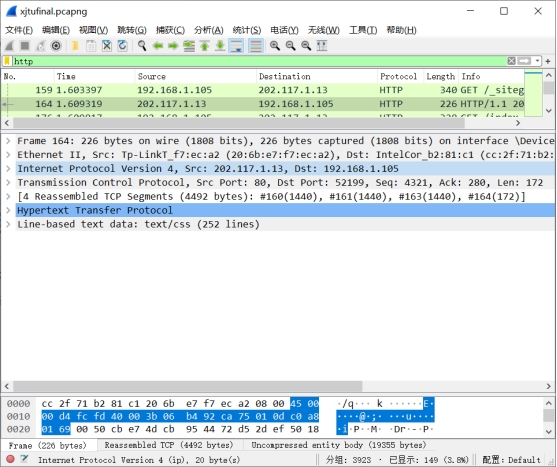 xjtufinal.pcapng
文件(F) 编辑(E) 视图(V) 跳转(G) 捕获(C) 分析(A) 统计(S) 电话(Y) 无线(W) 工具(T) 帮助(H)
http
No. Time Source Destination Protocol Length Info
159 1.603397 192.168.1.105 202.117.1.13 HTTP 340 GET /_siteg
164 1.609319 202.117.1.13 192.168.1.105 HTTP 226 HTTP/1.1 20
Frame 164: 226 bytes on wire (1808 bits), 226 bytes captured (1808 bits) on interface \Device
Ethernet II, Src: Tp-LinkT_f7:ec:a2 (20:6b:e7:f7:ec:a2), Dst: IntelCor_b2:81:c1 (cc:2f:71:b2:
Internet Protocol Version 4, Src: 202.117.1.13, Dst: 192.168.1.105
Transmission Control Protocol, Src Port: 80, Dst Port: 52199, Seq: 4321, Ack: 280, Len: 172
[4 Reassembled TCP Segments (4492 bytes): #160(1440), #161(1440), #163(1440), #164(172)]
Hypertext Transfer Protocol
Line-based text data: text/css (252 lines)
0000 cc 2f 71 b2 81 c1 20 6b e7 f7 ec a2 08 00 45 00 ·/q··· k ······E·
0010 00 d4 fc fd 40 00 3b 06 b4 92 ca 75 01 0d c0 a8 ····@·;· ···u····
0020 01 69 00 50 cb e7 4d cb 95 44 72 d5 2d ef 50 18 ·i·P··M· ·Dr·-·P·
Frame (226 bytes) Reassembled TCP (4492 bytes) Uncompressed entity body (19355 bytes)
Internet Protocol Version 4 (ip), 20 byte(s) 分组: 3923 · 已显示: 149 (3.8%) 配置: Default